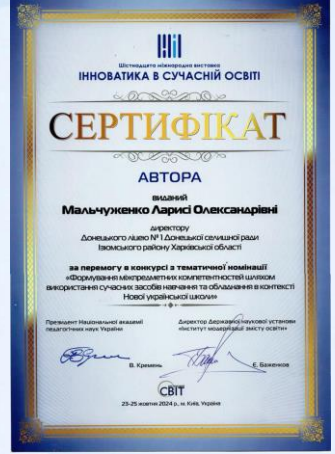 Шістнадцята міжнародна виставка
ІННОВАТИКА В СУЧАСНІЙ ОСВІТІ
СЕРТИФІКАТ
АВТОРА
виданий
Мальчуженко Ларисі Олександрівні
директору
Донецького ліцею №1 Донецької селищної ради
Ізюмського району Харківської області
за перемогу в конкурсі з тематичної номінації
«Формування міжпредметних компетентностей шляхом
використання сучасних засобів навчання та обладнання в контексті
Нової української школи»
Президент Національної академії
педагогічних наук України
В. Кремень
Директор Державної наукової установи
«Інститут модернізації змісту освіти»
Є. Баженков
СВІТ
23-25 жовтня 2024 р., м. Київ, Україна